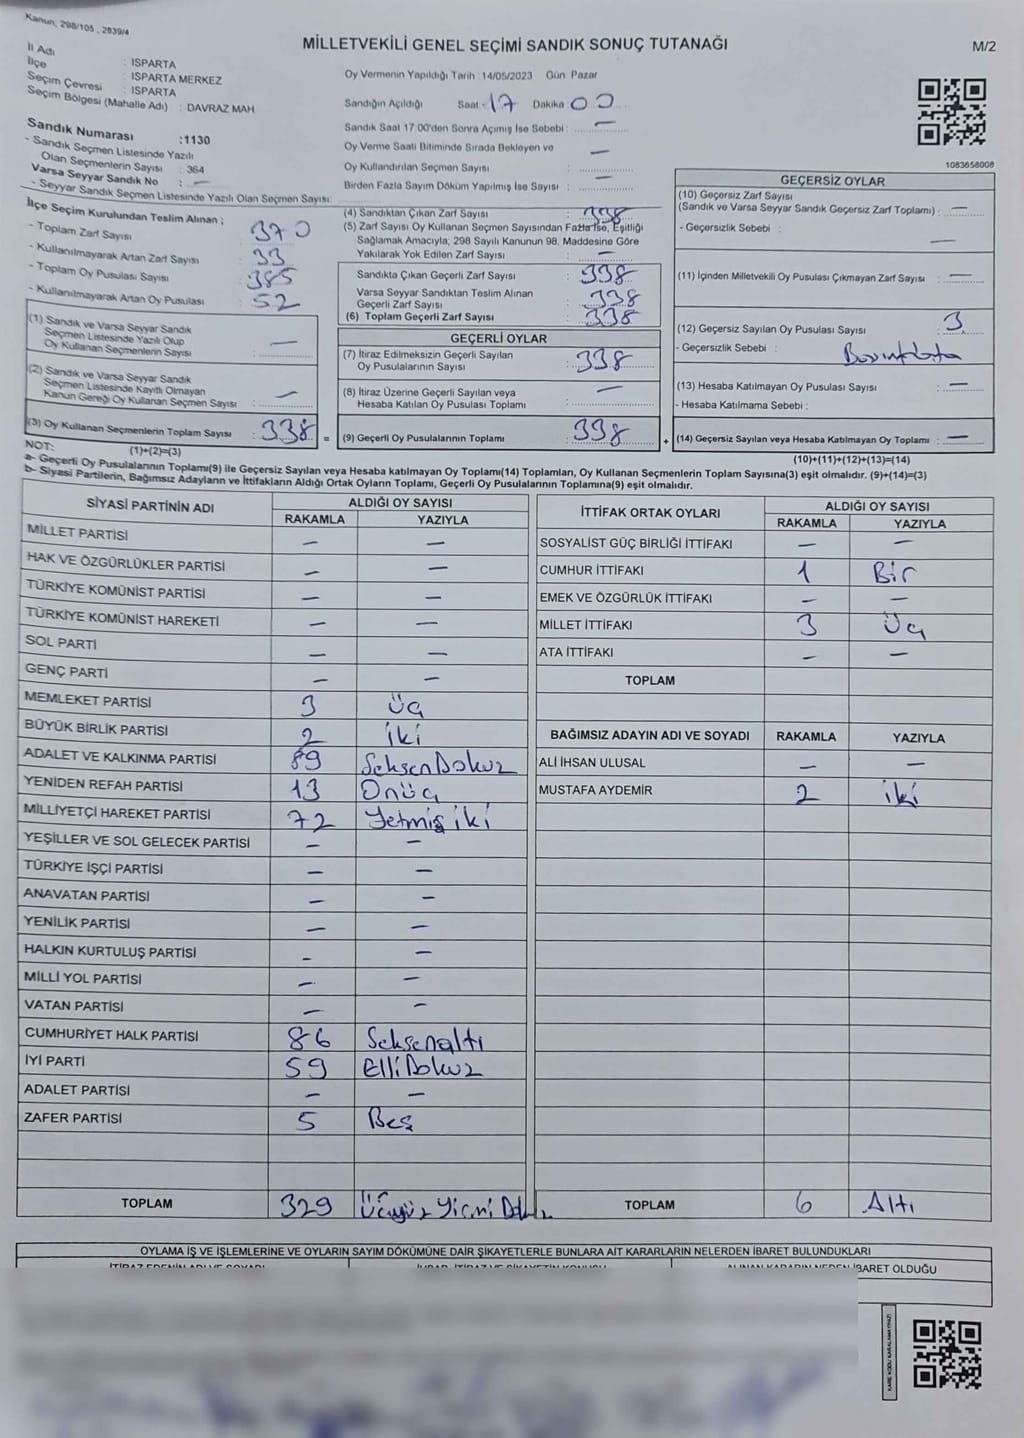 Kanun; 298/105 , 2839/4
MİLLETVEKİLİ GENEL SEÇİMİ SANDIK SONUÇ TUTANAĞI
M/2
İl Adı : ISPARTA
İlçe : ISPARTA MERKEZ
Seçim Çevresi : ISPARTA
Seçim Bölgesi (Mahalle Adı) : DAVRAZ MAH
Sandık Numarası :1130
- Sandık Seçmen Listesinde Yazılı
Olan Seçmenlerin Sayısı : 364
Varsa Seyyar Sandık No : —
- Seyyar Sandık Seçmen Listesinde Yazılı Olan Seçmen Sayısı:
İlçe Seçim Kurulundan Teslim Alınan ;
- Toplam Zarf Sayısı : 370
- Kullanılmayarak Artan Zarf Sayısı : 33
- Toplam Oy Pusulası Sayısı : 385
- Kullanılmayarak Artan Oy Pusulası : 52
(1) Sandık ve Varsa Seyyar Sandık
Seçmen Listesinde Yazılı Olup
Oy Kullanan Seçmenlerin Sayısı : —
(2) Sandık ve Varsa Seyyar Sandık
Seçmen Listesinde Kayıtlı Olmayan
Kanun Gereği Oy Kullanan Seçmen Sayısı : —
(3) Oy Kullanan Seçmenlerin Toplam Sayısı : 338 =
(1)+(2)=(3)
Oy Vermenin Yapıldığı Tarih : 14/05/2023 Gün: Pazar
Sandığın Açıldığı Saat - 17 Dakika 00
Sandık Saat 17:00'den Sonra Açımış İse Sebebi : —
Oy Verme Saati Bitiminde Sırada Bekleyen ve
Oy Kullandırılan Seçmen Sayısı : —
Birden Fazla Sayım Döküm Yapılmış İse Sayısı : —
(4) Sandıktan Çıkan Zarf Sayısı : 338
(5) Zarf Sayısı Oy Kullanan Seçmen Sayısından Fazla İse, Eşitliği
Sağlamak Amacıyla; 298 Sayılı Kanunun 98. Maddesine Göre
Yakılarak Yok Edilen Zarf Sayısı : —
Sandıkta Çıkan Geçerli Zarf Sayısı : 338
Varsa Seyyar Sandıktan Teslim Alınan
Geçerli Zarf Sayısı : 338
(6) Toplam Geçerli Zarf Sayısı : 338
GEÇERLİ OYLAR
(7) İtiraz Edilmeksizin Geçerli Sayılan
Oy Pusulalarının Sayısı : 338
(8) İtiraz Üzerine Geçerli Sayılan veya
Hesaba Katılan Oy Pusulası Toplamı : —
(9) Geçerli Oy Pusulalarının Toplamı : 338 +
1083658008
GEÇERSİZ OYLAR
(10) Geçersiz Zarf Sayısı
(Sandık ve Varsa Seyyar Sandık Geçersiz Zarf Toplamı) : —
- Geçersizlik Sebebi : —
(11) İçinden Milletvekili Oy Pusulası Çıkmayan Zarf Sayısı : —
(12) Geçersiz Sayılan Oy Pusulası Sayısı : 3
- Geçersizlik Sebebi :
(13) Hesaba Katılmayan Oy Pusulası Sayısı : —
- Hesaba Katılmama Sebebi :
(14) Geçersiz Sayılan veya Hesaba Katılmayan Oy Toplamı : —
(10)+(11)+(12)+(13)=(14)
NOT:
a- Geçerli Oy Pusulalarının Toplamı(9) ile Geçersiz Sayılan veya Hesaba katılmayan Oy Toplamı(14) Toplamları, Oy Kullanan Seçmenlerin Toplam Sayısına(3) eşit olmalıdır. (9)+(14)=(3)
b- Siyasi Partilerin, Bağımsız Adayların ve İttifakların Aldığı Ortak Oyların Toplamı, Geçerli Oy Pusulalarının Toplamına(9) eşit olmalıdır.
SİYASİ PARTİNİN ADI ALDIĞI OY SAYISI
RAKAMLA YAZIYLA
MİLLET PARTİSİ — —
HAK VE ÖZGÜRLÜKLER PARTİSİ — —
TÜRKİYE KOMÜNİST PARTİSİ — —
TÜRKİYE KOMÜNİST HAREKETİ — —
SOL PARTİ — —
GENÇ PARTİ — —
MEMLEKET PARTİSİ 3 Üç
BÜYÜK BİRLİK PARTİSİ 2 iki
ADALET VE KALKINMA PARTİSİ 89 SeksenDokuz
YENİDEN REFAH PARTİSİ 13 Onüç
MİLLİYETÇİ HAREKET PARTİSİ 72 Yetmiş iki
YEŞİLLER VE SOL GELECEK PARTİSİ — —
TÜRKİYE İŞÇİ PARTİSİ — —
ANAVATAN PARTİSİ — —
YENİLİK PARTİSİ — —
HALKIN KURTULUŞ PARTİSİ — —
MİLLİ YOL PARTİSİ — —
VATAN PARTİSİ — —
CUMHURİYET HALK PARTİSİ 86 Seksenaltı
İYİ PARTİ 59 ElliDokuz
ADALET PARTİSİ — —
ZAFER PARTİSİ 5 Beş
TOPLAM 329 Üçyüz Yirmi Dokuz
İTTİFAK ORTAK OYLARI ALDIĞI OY SAYISI
RAKAMLA YAZIYLA
SOSYALİST GÜÇ BİRLİĞİ İTTİFAKI — —
CUMHUR İTTİFAKI 1 Bir
EMEK VE ÖZGÜRLÜK İTTİFAKI — —
MİLLET İTTİFAKI 3 Üç
ATA İTTİFAKI — —
TOPLAM
BAĞIMSIZ ADAYIN ADI VE SOYADI RAKAMLA YAZIYLA
ALİ İHSAN ULUSAL — —
MUSTAFA AYDEMİR 2 iki
TOPLAM 6 Altı
OYLAMA İŞ VE İŞLEMLERİNE VE OYLARIN SAYIM DÖKÜMÜNE DAİR ŞİKAYETLERLE BUNLARA AİT KARARLARIN NELERDEN İBARET BULUNDUKLARI
İBARET OLDUĞU